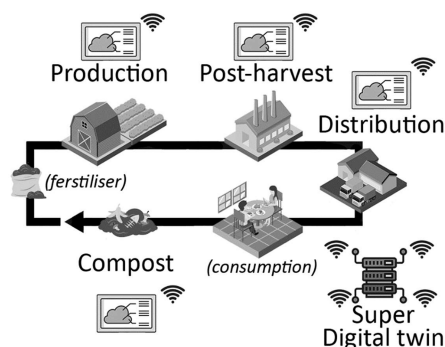 Production
Post-harvest
Distribution
(ferstiliser)
Compost
(consumption)
Super
Digital twin